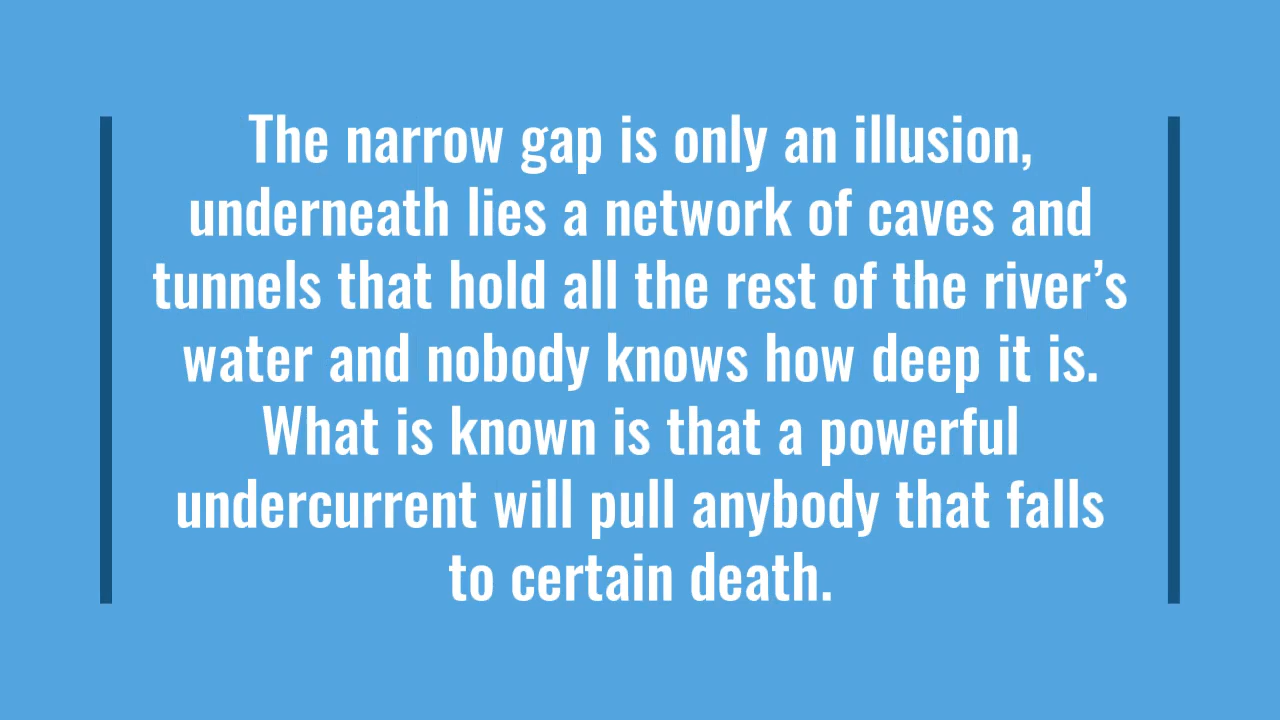 The narrow gap is only an illusion,
underneath lies a network of caves and
tunnels that hold all the rest of the river’s
water and nobody knows how deep it is.
What is known is that a powerful
undercurrent will pull anybody that falls
to certain death.